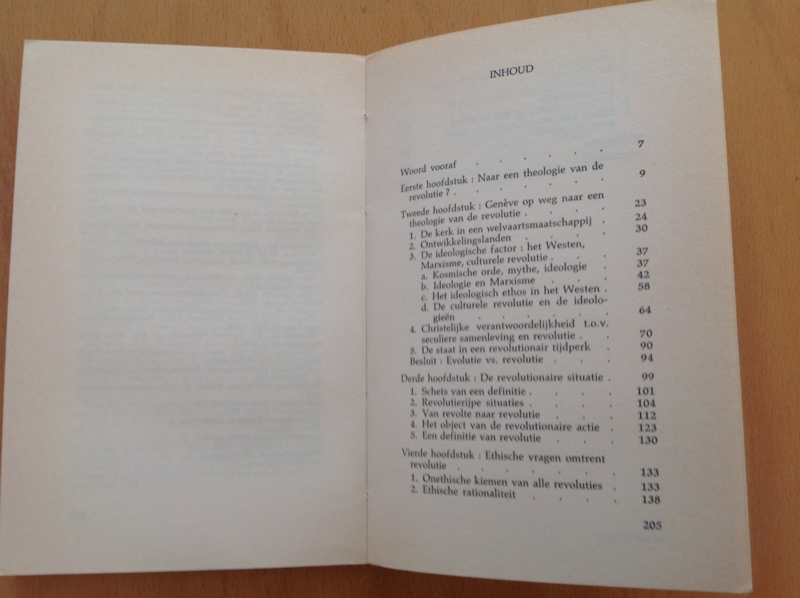 INHOUD
Woord vooraf . . . . . . 7
Eerste hoofdstuk : Naar een theologie van de
revolutie ? . . . . . . . 9
Tweede hoofdstuk : Genève op weg naar een
theologie van de revolutie . . . . 23
1. De kerk in een welvaartsmaatschappij . 24
2. Ontwikkelingslanden . . . . 30
3. De ideologische factor : het Westen,
Marxisme, culturele revolutie . . . 37
a. Kosmische orde, mythe, ideologie . 37
b. Ideologie en Marxisme . . . 42
c. Het ideologisch ethos in het Westen . 58
d. De culturele revolutie en de ideolo-
gieën . . . . . . 64
4. Christelijke verantwoordelijkheid t.o.v.
seculiere samenleving en revolutie . . 70
5. De staat in een revolutionair tijdperk . 90
Besluit : Evolutie vs. revolutie . . . 94
Derde hoofdstuk : De revolutionaire situatie . 99
1. Schets van een definitie . . . . 101
2. Revolutierijpe situaties . . . . 104
3. Van revolte naar revolutie . . . 112
4. Het object van de revolutionaire actie . 123
5. Een definitie van revolutie . . . 130
Vierde hoofdstuk : Ethische vragen omtrent
revolutie . . . . . . . 133
1. Onethische kiemen van alle revoluties . 133
2. Ethische rationaliteit . . . . 138
205